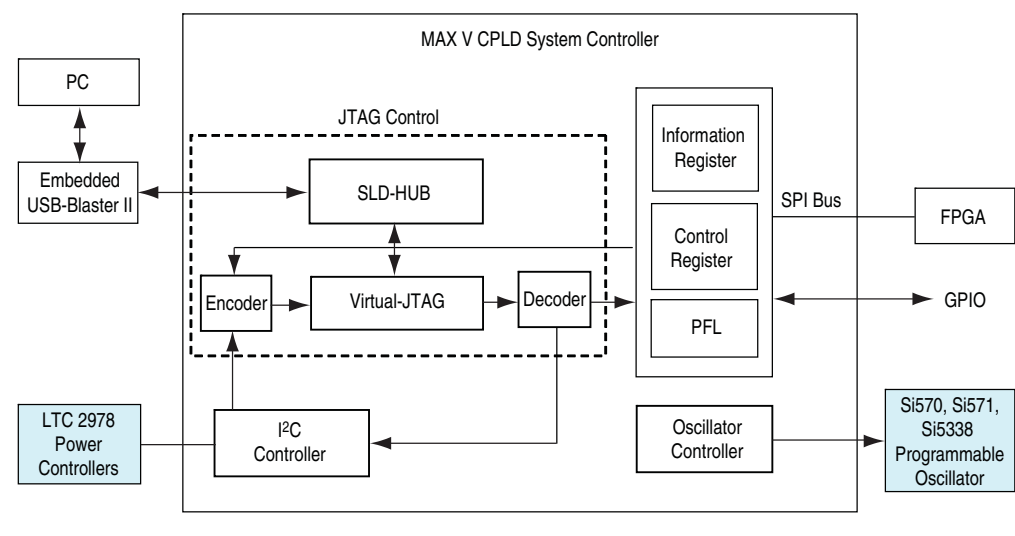 MAX V CPLD System Controller
PC
JTAG Control
Embedded
USB-Blaster II
SLD-HUB
Encoder
Virtual-JTAG
Decoder
Information
Register
Control
Register
PFL
SPI Bus
FPGA
GPIO
LTC 2978
Power
Controllers
I²C
Controller
Oscillator
Controller
Si570, Si571,
Si5338
Programmable
Oscillator